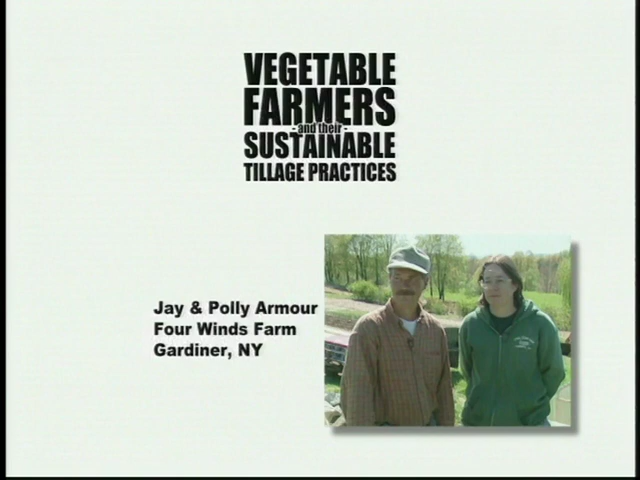 VEGETABLE
FARMERS
- and their -
SUSTAINABLE
TILLAGE PRACTICES
Jay & Polly Armour
Four Winds Farm
Gardiner, NY